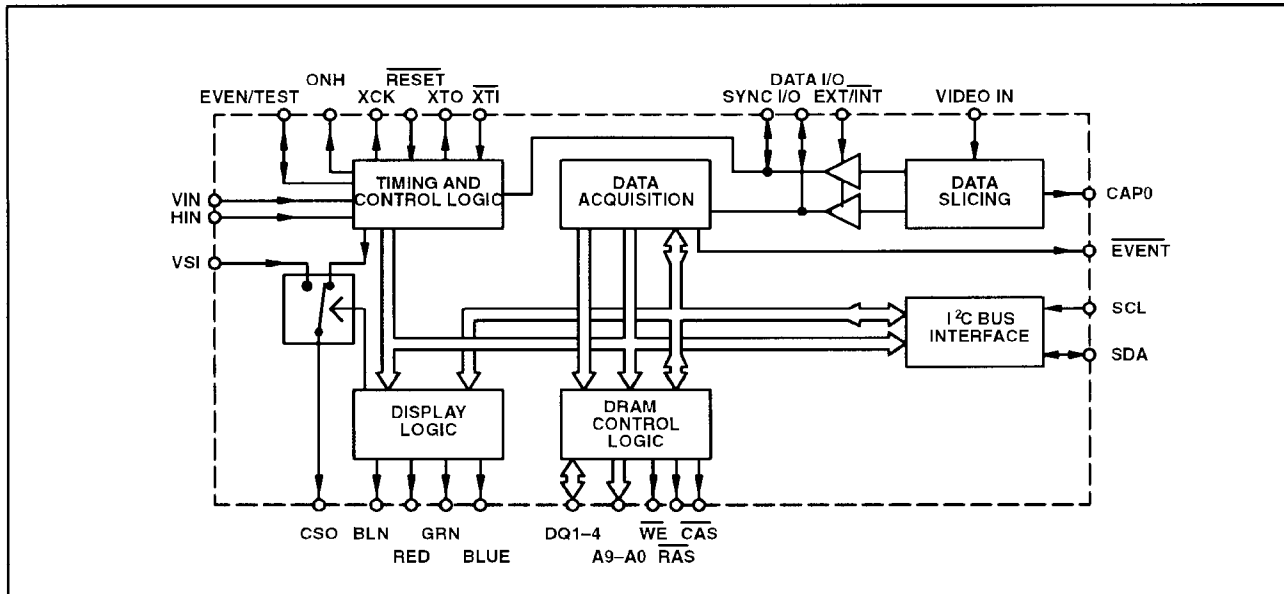 ONH
RESET
DATA I/O
EVEN/TEST
XCK
XTO
XTI
SYNC I/O
EXT/INT
VIDEO IN
VIN
HIN
TIMING AND
CONTROL LOGIC
DATA
ACQUISITION
DATA
SLICING
CAP0
EVENT
VSI
I²C BUS
INTERFACE
SCL
SDA
DISPLAY
LOGIC
DRAM
CONTROL
LOGIC
CSO
BLN
GRN
DQ1–4
WE
CAS
RED
BLUE
A9–A0
RAS